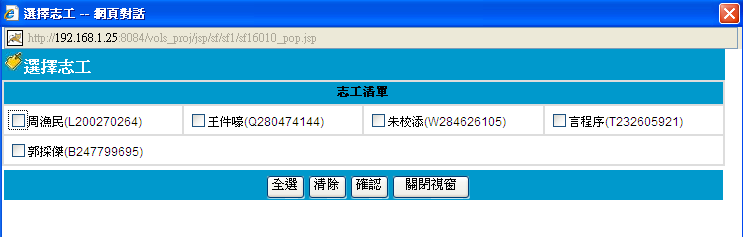 選擇志工 -- 網頁對話
http://192.168.1.25:8084/vols_proj/jsp/sf/sf1/sf16010_pop.jsp
選擇志工
志工清單
周漁民(L200270264) 王件嚎(Q280474144) 朱校添(W284626105) 言程序(T232605921)
郭採傑(B247799695)
全選 清除 確認 關閉視窗